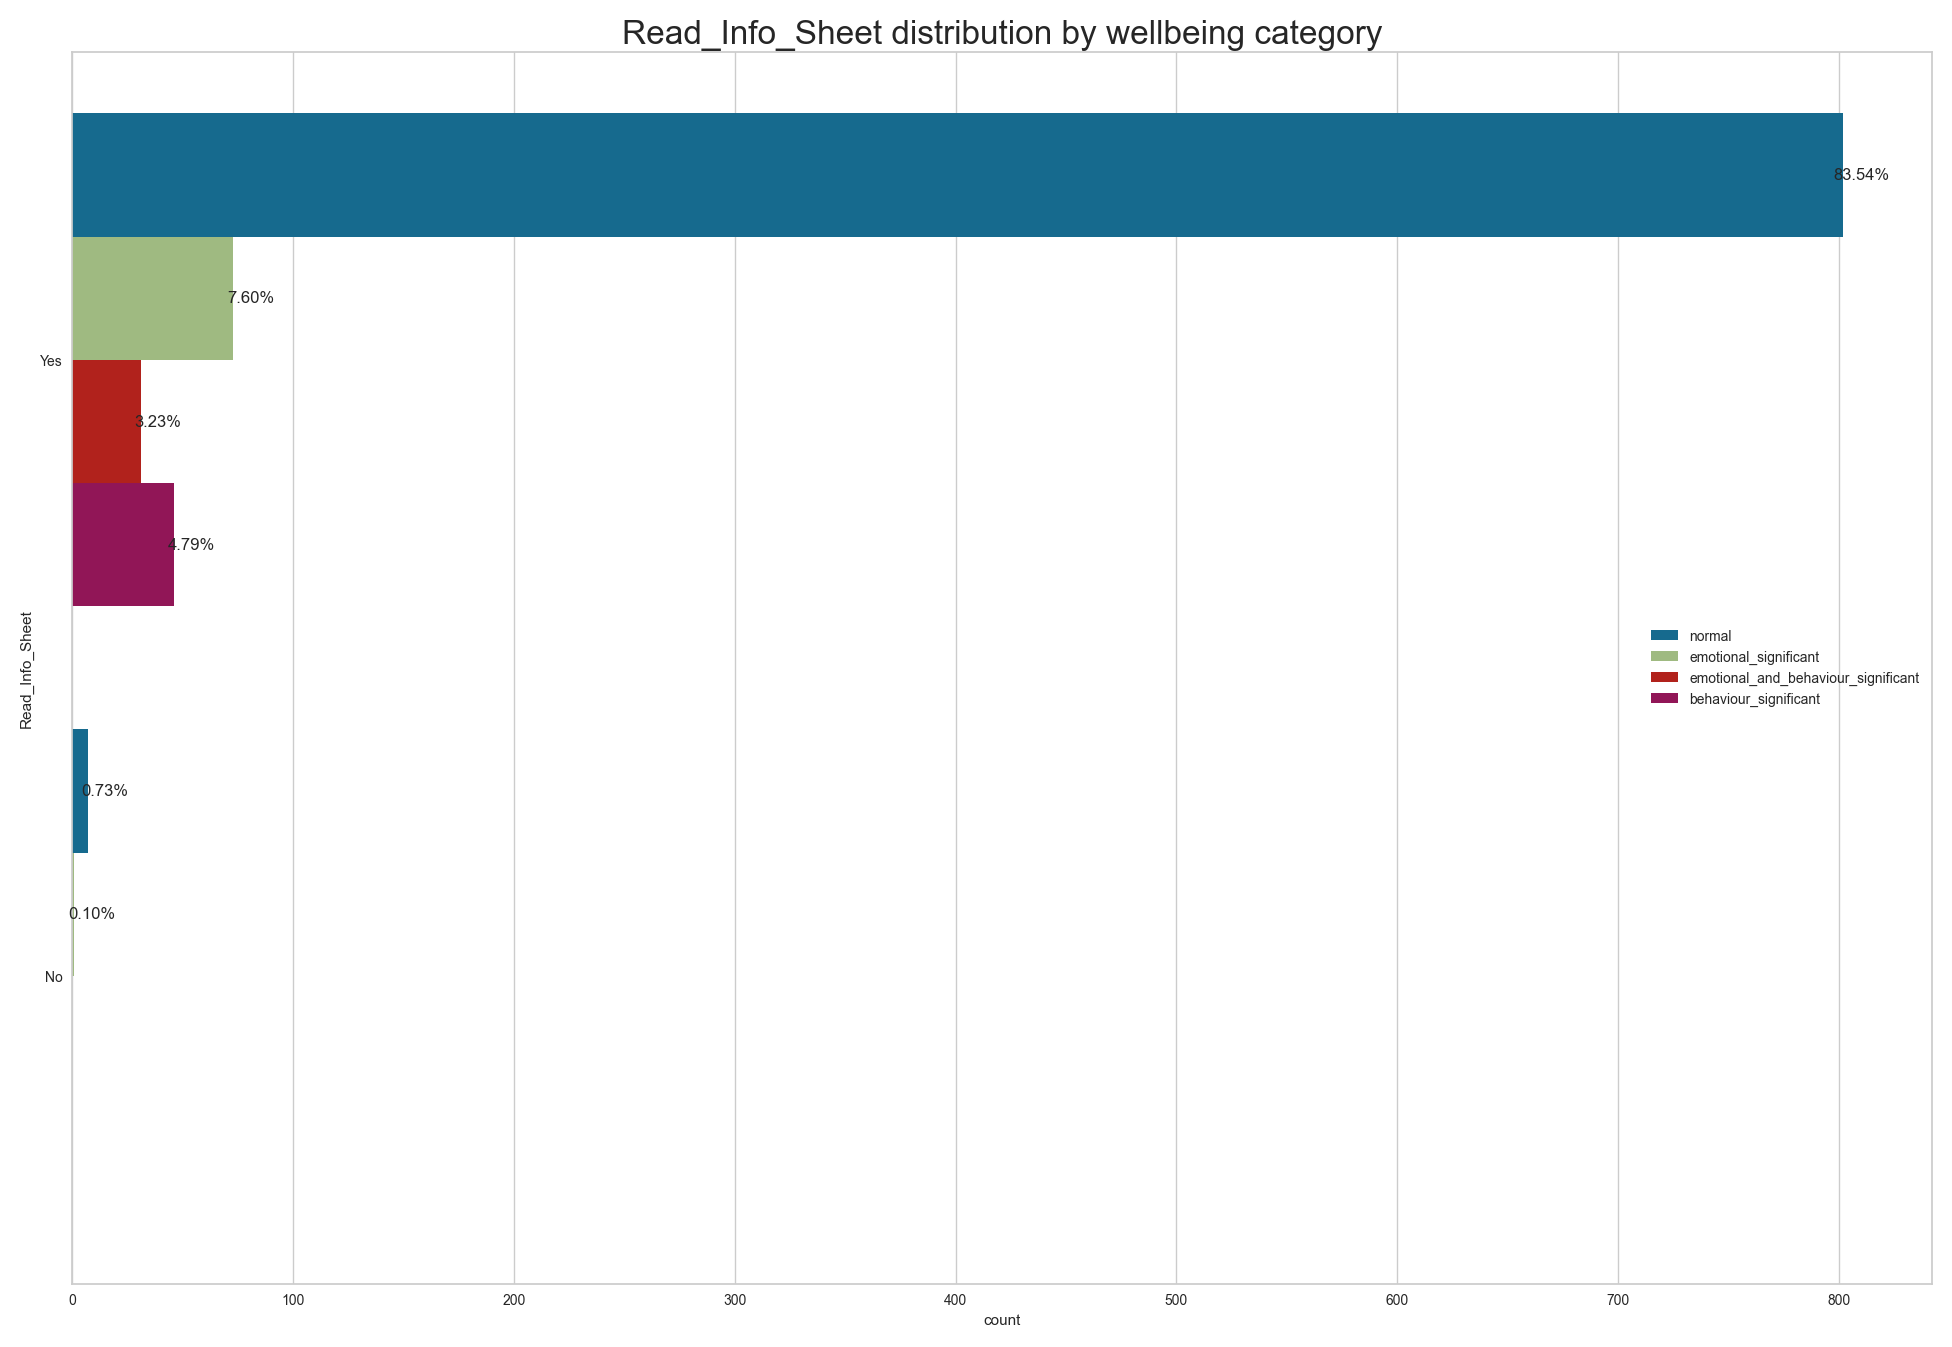 Read_Info_Sheet distribution by wellbeing category
83.54%
7.60%
Yes
3.23%
4.79%
Read_Info_Sheet
normal
emotional_significant
emotional_and_behaviour_significant
behaviour_significant
0.73%
0.10%
No
0 100 200 300 400 500 600 700 800
count